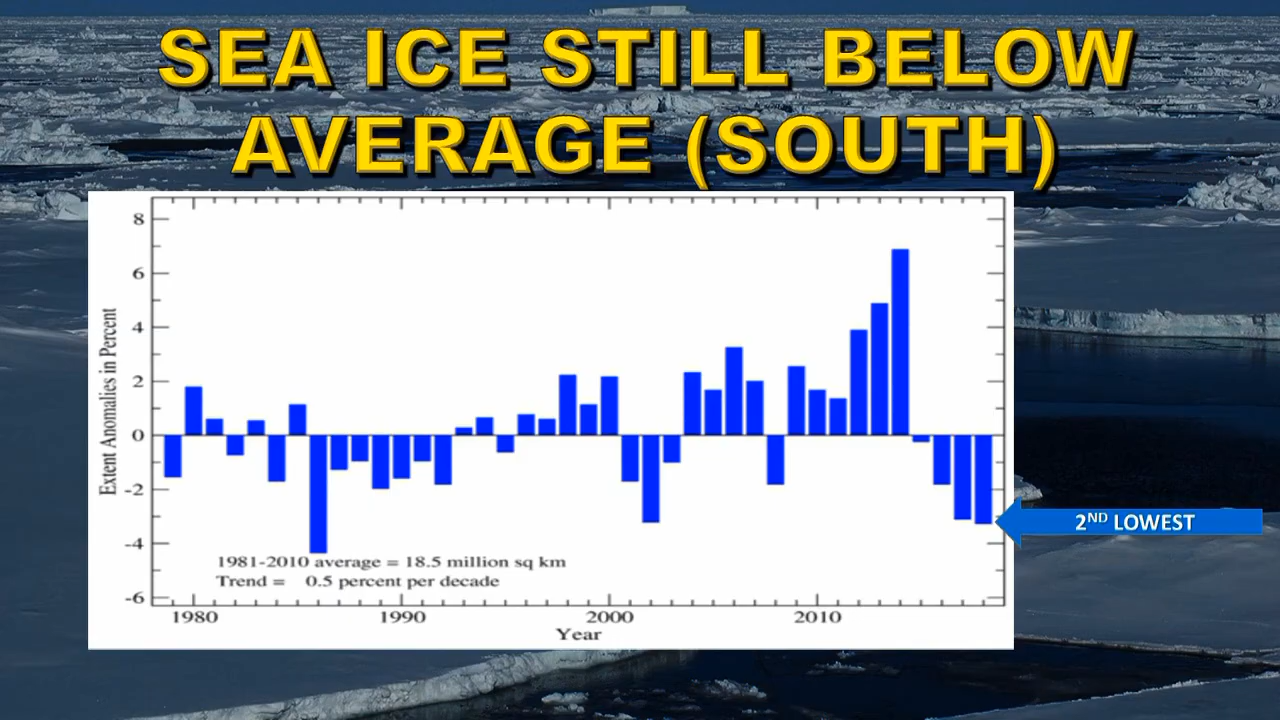 SEA ICE STILL BELOW
AVERAGE (SOUTH)
8
6
4
2
0
-2
-4
-6
Extent Anomalies in Percent
2ND LOWEST
1981-2010 average = 18.5 million sq km
Trend = 0.5 percent per decade
1980 1990 2000 2010
Year